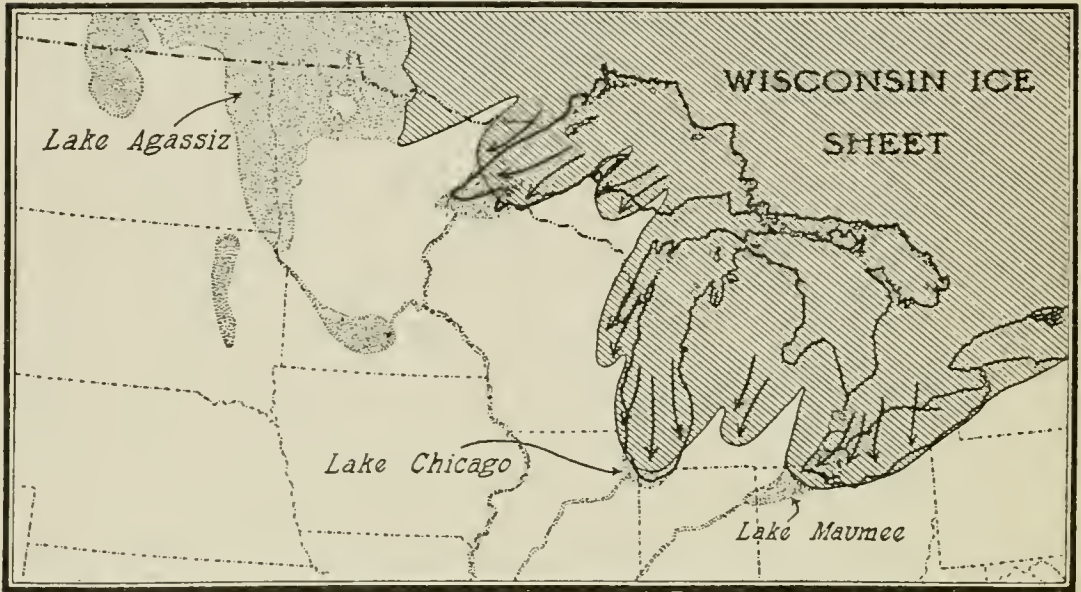 WISCONSIN ICE
SHEET
Lake Agassiz
Lake Chicago
Lake Maumee